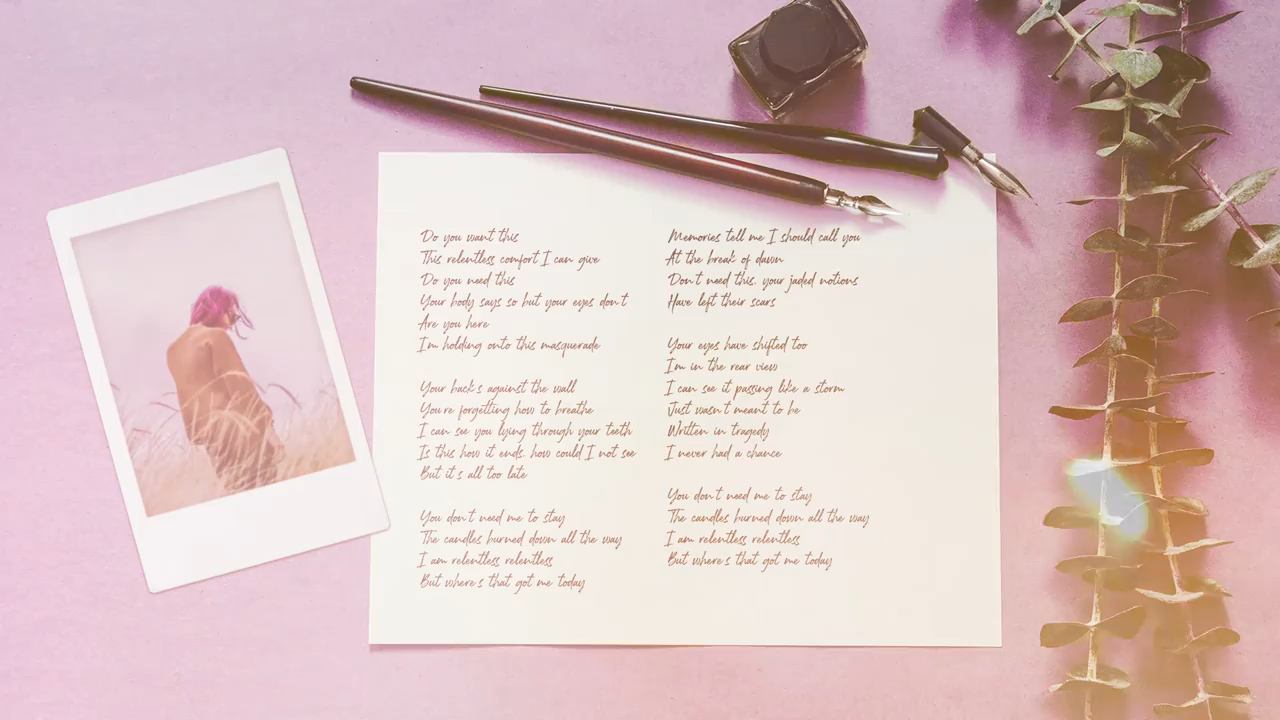 Do you want this
This relentless comfort I can give
Do you need this
Your body says so but your eyes don't
Are you here
I'm holding onto this masquerade

Your back's against the wall
You're forgetting how to breathe
I can see you lying through your teeth
Is this how it ends, how could I not see
But it's all too late

You don't need me to stay
The candles burned down all the way
I am relentless relentless
But where's that got me today

Memories tell me I should call you
At the break of dawn
Don't need this, your jaded notions
Have left their scars

Your eyes have shifted too
I'm in the rear view
I can see it passing like a storm
Just wasn't meant to be
Written in tragedy
I never had a chance

You don't need me to stay
The candles burned down all the way
I am relentless relentless
But where's that got me today